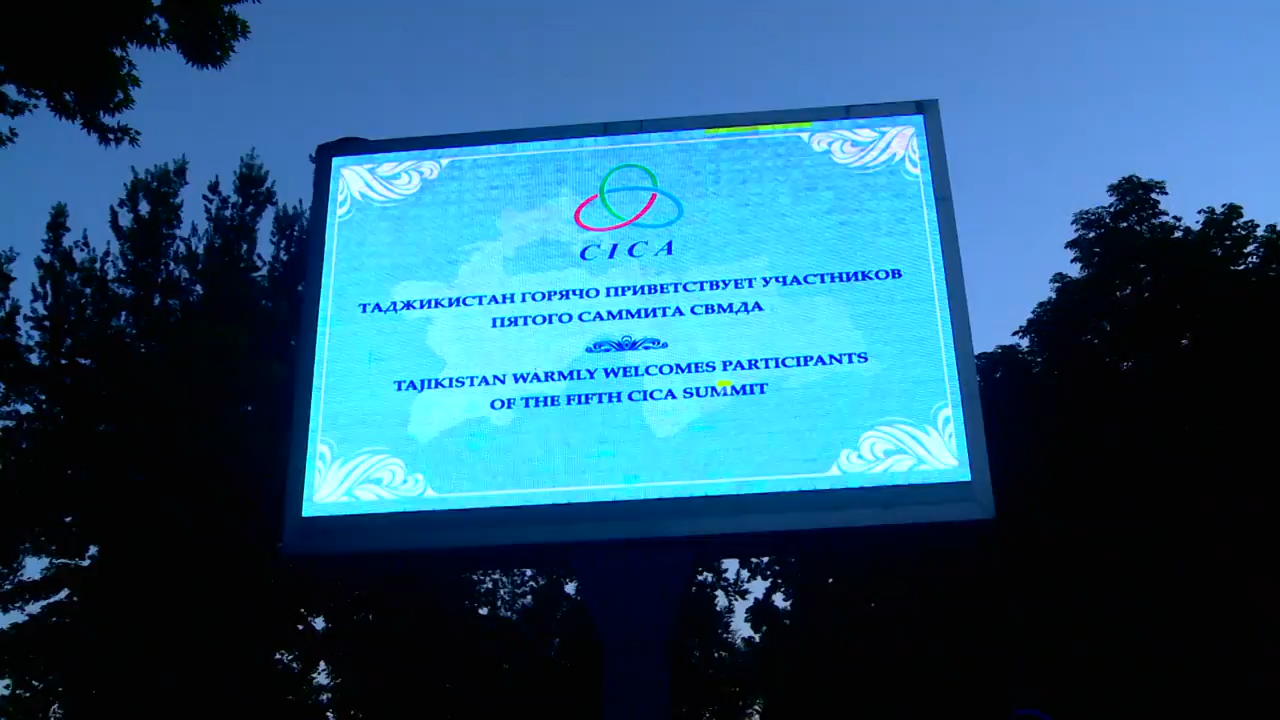 CICA
ТАДЖИКИСТАН ГОРЯЧО ПРИВЕТСТВУЕТ УЧАСТНИКОВ
ПЯТОГО САММИТА СВМДА
TAJIKISTAN WARMLY WELCOMES PARTICIPANTS
OF THE FIFTH CICA SUMMIT